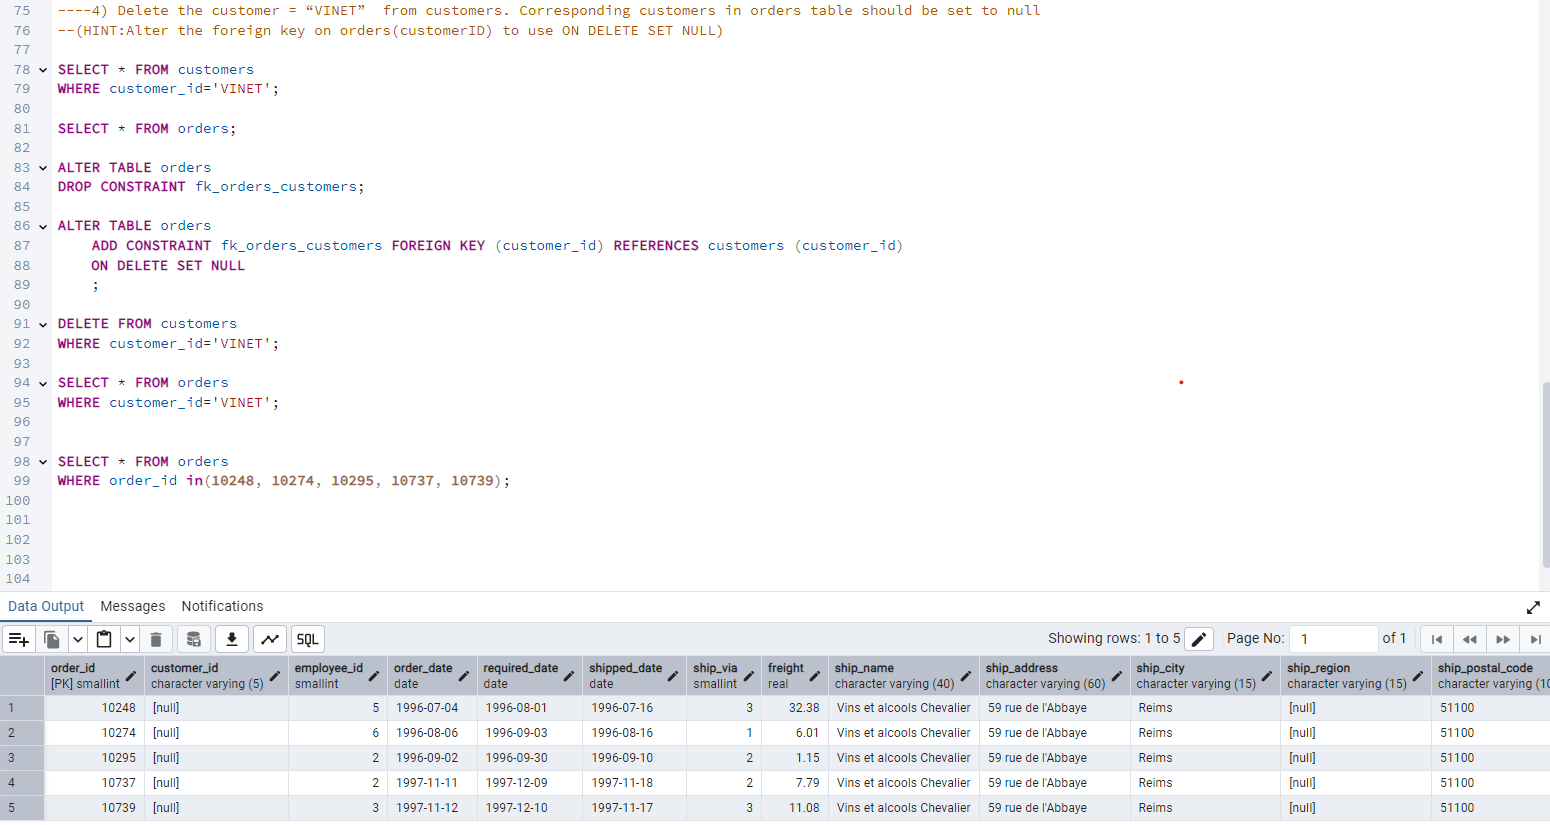 75 ----4) Delete the customer = “VINET”  from customers. Corresponding customers in orders table should be set to null
76 --(HINT:Alter the foreign key on orders(customerID) to use ON DELETE SET NULL)
77
78 SELECT * FROM customers
79 WHERE customer_id='VINET';
80
81 SELECT * FROM orders;
82
83 ALTER TABLE orders
84 DROP CONSTRAINT fk_orders_customers;
85
86 ALTER TABLE orders
87 ADD CONSTRAINT fk_orders_customers FOREIGN KEY (customer_id) REFERENCES customers (customer_id)
88 ON DELETE SET NULL
89 ;
90
91 DELETE FROM customers
92 WHERE customer_id='VINET';
93
94 SELECT * FROM orders
95 WHERE customer_id='VINET';
96
97
98 SELECT * FROM orders
99 WHERE order_id in(10248, 10274, 10295, 10737, 10739);
100
101
102
103
104
Data Output Messages Notifications
SQL Showing rows: 1 to 5 Page No: 1 of 1
order_id customer_id employee_id order_date required_date shipped_date ship_via freight ship_name ship_address ship_city ship_region ship_postal_code
[PK] smallint character varying (5) smallint date date date smallint real character varying (40) character varying (60) character varying (15) character varying (15) character varying (10
1 10248 [null] 5 1996-07-04 1996-08-01 1996-07-16 3 32.38 Vins et alcools Chevalier 59 rue de l'Abbaye Reims [null] 51100
2 10274 [null] 6 1996-08-06 1996-09-03 1996-08-16 1 6.01 Vins et alcools Chevalier 59 rue de l'Abbaye Reims [null] 51100
3 10295 [null] 2 1996-09-02 1996-09-30 1996-09-10 2 1.15 Vins et alcools Chevalier 59 rue de l'Abbaye Reims [null] 51100
4 10737 [null] 2 1997-11-11 1997-12-09 1997-11-18 2 7.79 Vins et alcools Chevalier 59 rue de l'Abbaye Reims [null] 51100
5 10739 [null] 3 1997-11-12 1997-12-10 1997-11-17 3 11.08 Vins et alcools Chevalier 59 rue de l'Abbaye Reims [null] 51100